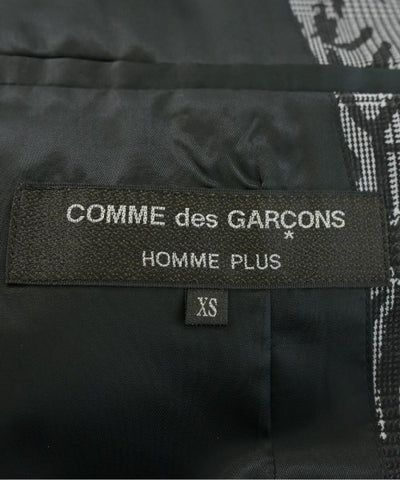 COMME des GARÇONS
*
HOMME PLUS
XS